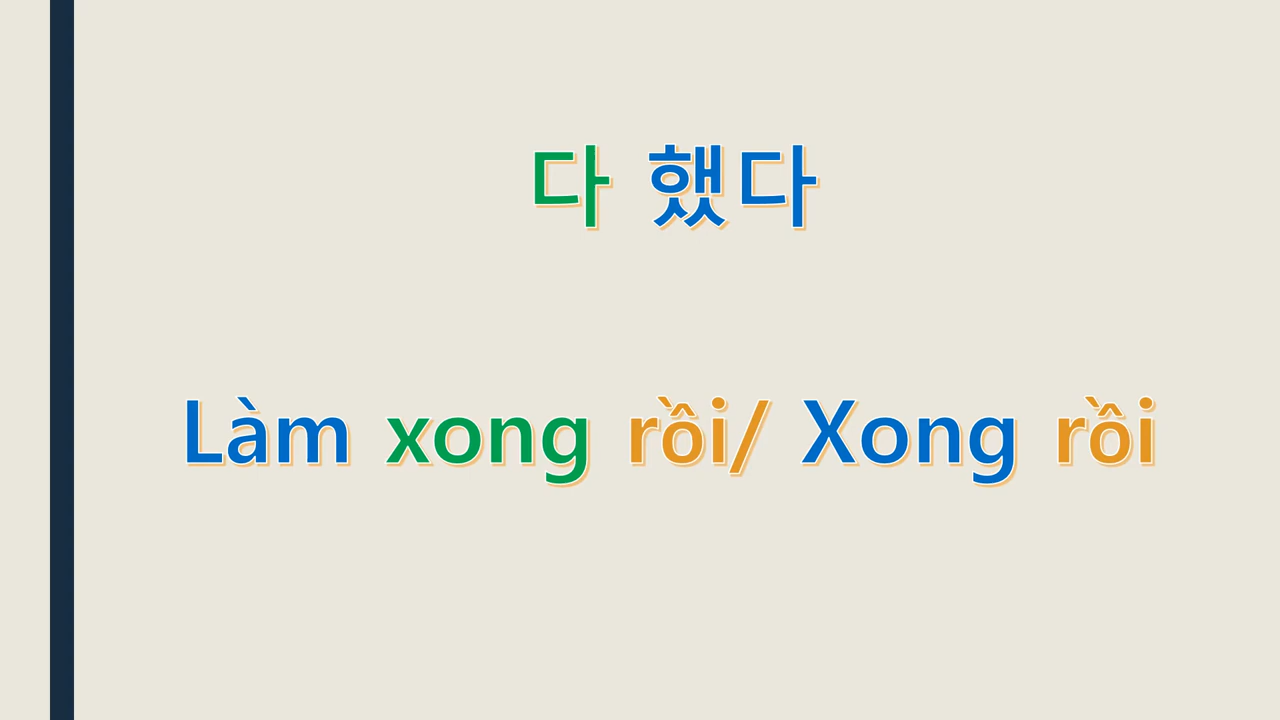 다 했다
Làm xong rồi/ Xong rồi